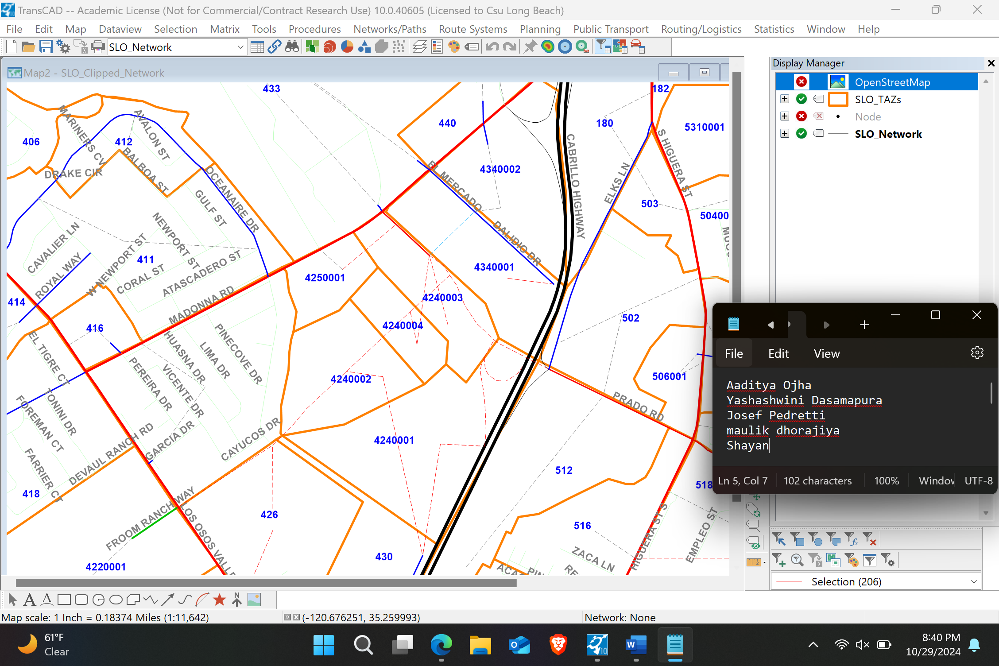 TransCAD -- Academic License (Not for Commercial/Contract Research Use) 10.0.40605 (Licensed to Csu Long Beach)
File Edit Map Dataview Selection Matrix Tools Procedures Networks/Paths Route Systems Planning Public Transport Routing/Logistics Statistics Window Help
SLO_Network
Map2 - SLO_Clipped_Network
Display Manager
OpenStreetMap
SLO_TAZs
Node
SLO_Network
433
182
440
180
5310001
406
412
4340002
503
50400
411
4340001
4250001
414
4240003
416
4240004
502
4240002
506001
4240001
512
518
418
426
516
430
4220001
MARINERS CV
AVALON ST
DRAKE CIR
BALBOA ST
OCEANAIRE DR
GULF ST
NEWPORT ST
CAVALIER LN
ROYAL WAY
W NEWPORT ST
CORAL ST
ATASCADERO ST
MADONNA RD
EL MERCADO
DALIDIO DR
CABRILLO HIGHWAY
ELKS LN
S HIGUERA ST
EL TIGRE CT
HUASNA DR
LIMA DR
PINECOVE DR
PEREIRA DR
VICENTE DR
TONINI DR
FOREMAN CT
GARCIA DR
DEVAUL RANCH RD
CAYUCOS DR
FARRIER CT
FROOM RANCH WAY
LOS OSOS VALLE
PRADO RD
HIGUERA ST S
EMPLEO ST
ZACA LN
File Edit View
Aaditya Ojha
Yashashwini Dasamapura
Josef Pedretti
maulik dhorajiya
Shayan
Ln 5, Col 7 102 characters 100% Window UTF-8
Selection (206)
Map scale: 1 Inch = 0.18374 Miles (1:11,642) (-120.676251, 35.259993) Network: None
61°F
Clear
8:40 PM
10/29/2024